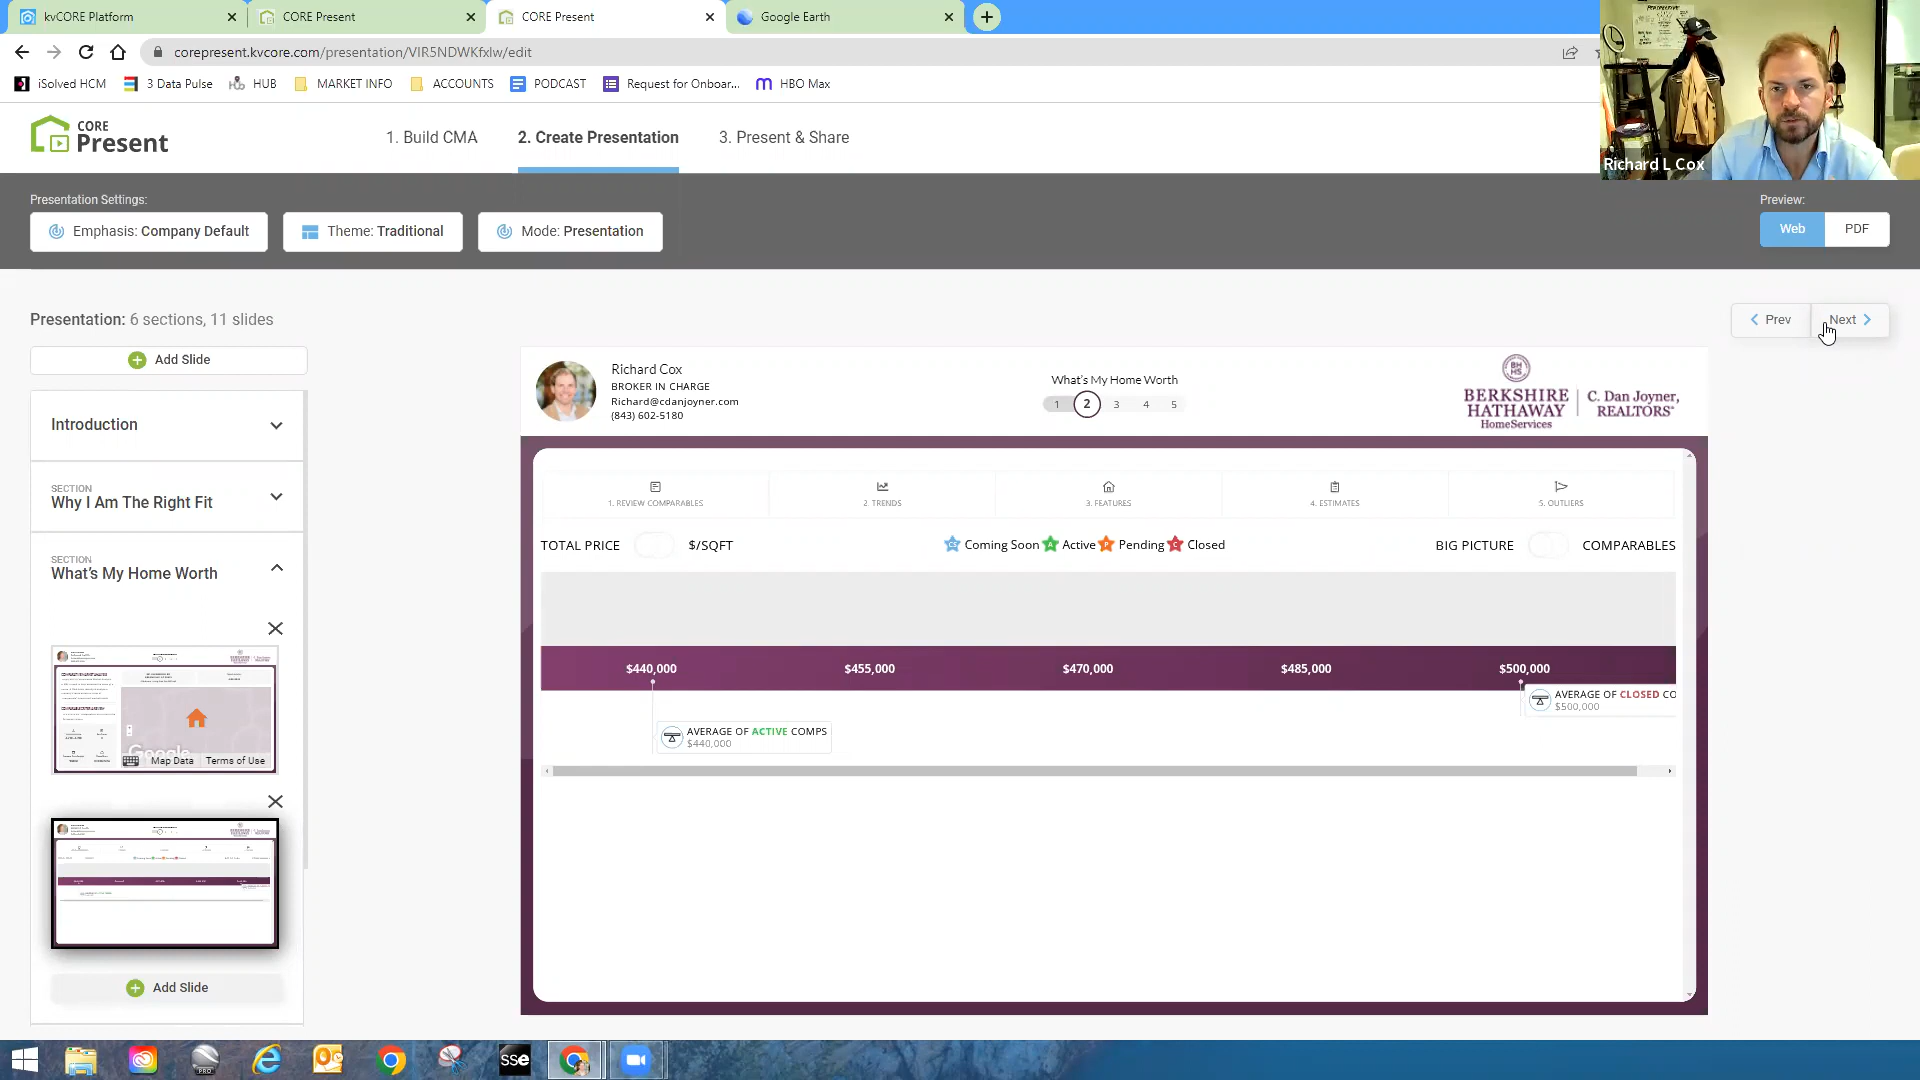 kvCORE Platform
CORE Present
CORE Present
Google Earth
corepresent.kvcore.com/presentation/VIR5NDWKfxlw/edit
iSolved HCM
3 Data Pulse
HUB
MARKET INFO
ACCOUNTS
PODCAST
Request for Onboar...
HBO Max
Richard L Cox
CORE
Present
1. Build CMA
2. Create Presentation
3. Present & Share
Presentation Settings:
Emphasis: Company Default
Theme: Traditional
Mode: Presentation
Preview:
Web
PDF
Presentation: 6 sections, 11 slides
Prev
Next
Add Slide
Introduction
SECTION
Why I Am The Right Fit
SECTION
What's My Home Worth
Google
Map Data
Terms of Use
Add Slide
Richard Cox
BROKER IN CHARGE
Richard@cdanjoyner.com
(843) 602-5180
What's My Home Worth
1 2 3 4 5
BH
HS
BERKSHIRE
HATHAWAY
HomeServices
C. Dan Joyner,
REALTORS®
1. REVIEW COMPARABLES
2. TRENDS
3. FEATURES
4. ESTIMATES
5. OUTLIERS
TOTAL PRICE
$/SQFT
CS Coming Soon A Active P Pending C Closed
BIG PICTURE
COMPARABLES
$440,000
$455,000
$470,000
$485,000
$500,000
AVERAGE OF CLOSED CO
$500,000
AVERAGE OF ACTIVE COMPS
$440,000
PRO
SSe